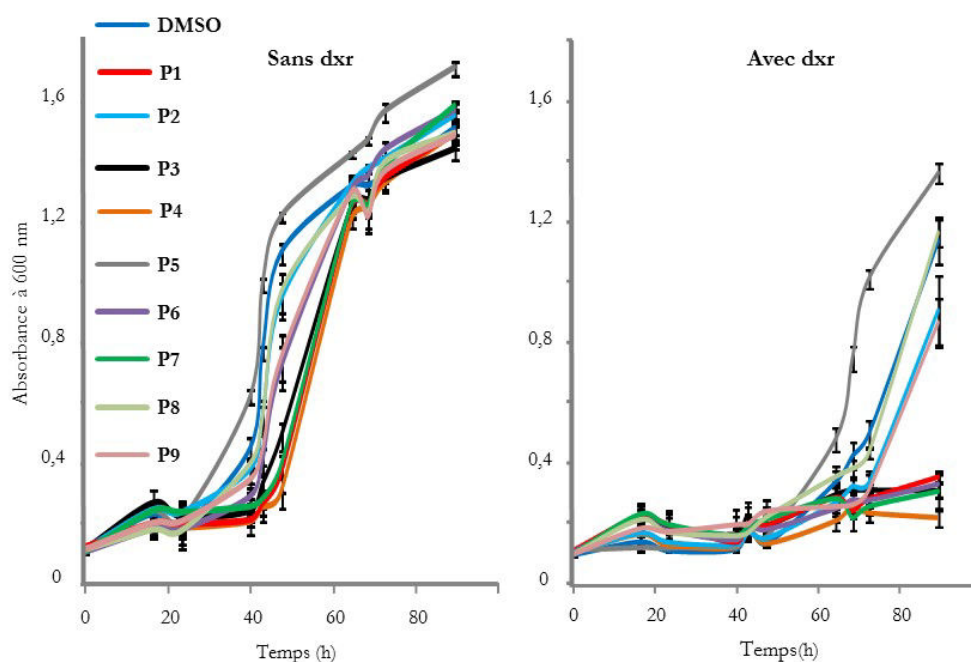 DMSO
P1
P2
P3
P4
P5
P6
P7
P8
P9
Sans dxr
Absorbance à 600 nm
1,6
1,2
0,8
0,4
0
0
20
40
60
80
Temps (h)
Avec dxr
1,6
1,2
0,8
0,4
0
0
20
40
60
80
Temps(h)